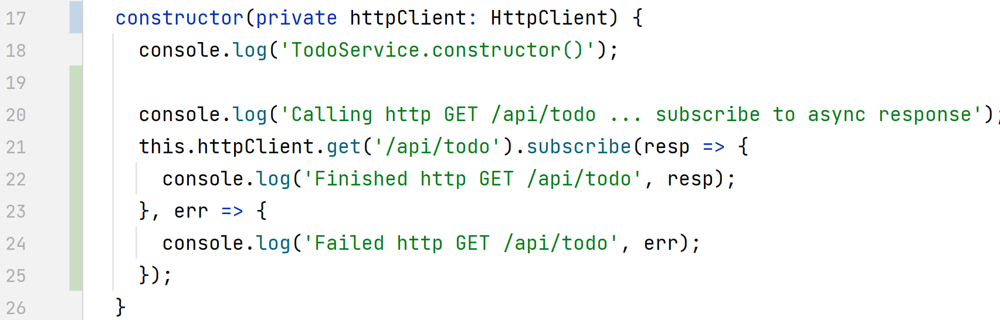 17 constructor(private httpClient: HttpClient) {
18 console.log('TodoService.constructor()');
19
20 console.log('Calling http GET /api/todo ... subscribe to async response');
21 this.httpClient.get('/api/todo').subscribe(resp => {
22 console.log('Finished http GET /api/todo', resp);
23 }, err => {
24 console.log('Failed http GET /api/todo', err);
25 });
26 }